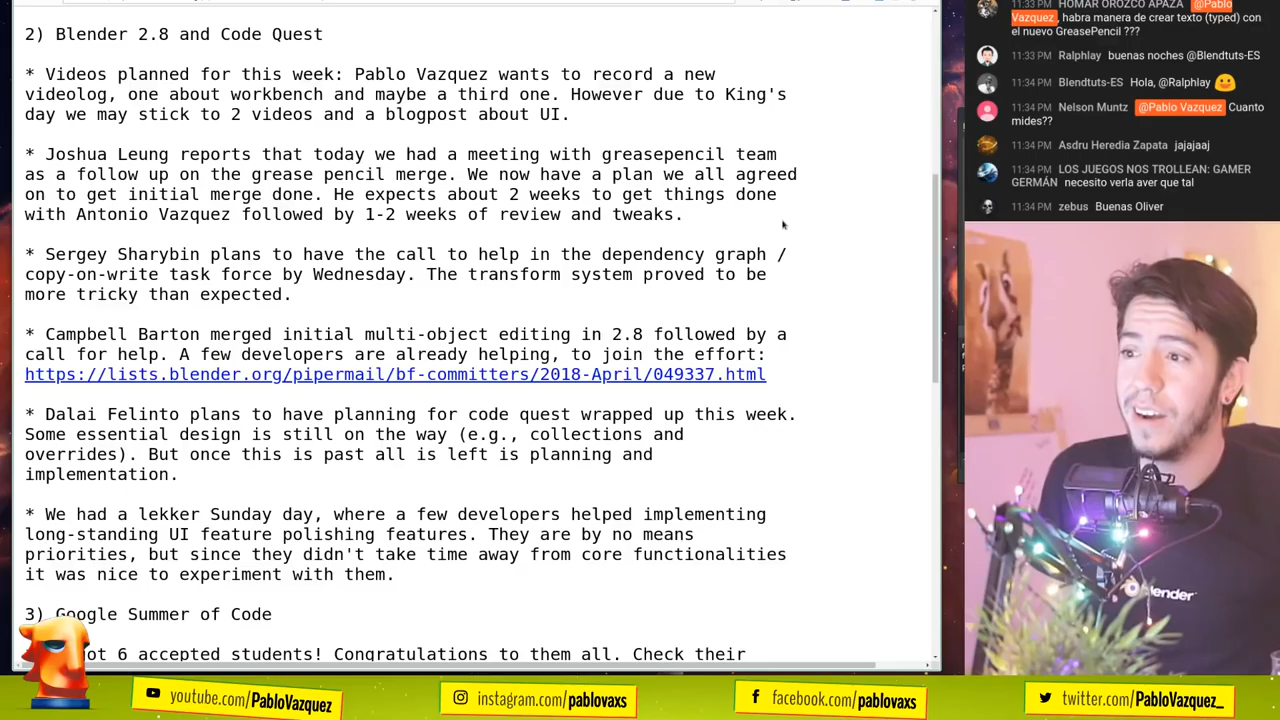 2) Blender 2.8 and Code Quest
* Videos planned for this week: Pablo Vazquez wants to record a new
videolog, one about workbench and maybe a third one. However due to King's
day we may stick to 2 videos and a blogpost about UI.
* Joshua Leung reports that today we had a meeting with greasepencil team
as a follow up on the grease pencil merge. We now have a plan we all agreed
on to get initial merge done. He expects about 2 weeks to get things done
with Antonio Vazquez followed by 1-2 weeks of review and tweaks.
* Sergey Sharybin plans to have the call to help in the dependency graph /
copy-on-write task force by Wednesday. The transform system proved to be
more tricky than expected.
* Campbell Barton merged initial multi-object editing in 2.8 followed by a
call for help. A few developers are already helping, to join the effort:
https://lists.blender.org/pipermail/bf-committers/2018-April/049337.html
* Dalai Felinto plans to have planning for code quest wrapped up this week.
Some essential design is still on the way (e.g., collections and
overrides). But once this is past all is left is planning and
implementation.
* We had a lekker Sunday day, where a few developers helped implementing
long-standing UI feature polishing features. They are by no means
priorities, but since they didn't take time away from core functionalities
it was nice to experiment with them.
3) Google Summer of Code
ot 6 accepted students! Congratulations to them all. Check their
11:33 PM HOMAR OROZCO APAZA @Pablo
Vazquez, habra manera de crear texto (typed) con
el nuevo GreasePencil ???
11:33 PM Ralphlay buenas noches @Blendtuts-ES
11:34 PM Blendtuts-ES Hola, @Ralphlay
11:34 PM Nelson Muntz @Pablo Vazquez Cuanto
mides??
11:34 PM Asdru Heredia Zapata jajajaaj
11:34 PM LOS JUEGOS NOS TROLLEAN: GAMER
GERMÁN necesito verla aver que tal
11:34 PM zebus Buenas Oliver
blender
youtube.com/PabloVazquez
instagram.com/pablovaxs
facebook.com/pablovaxs
twitter.com/PabloVazquez_